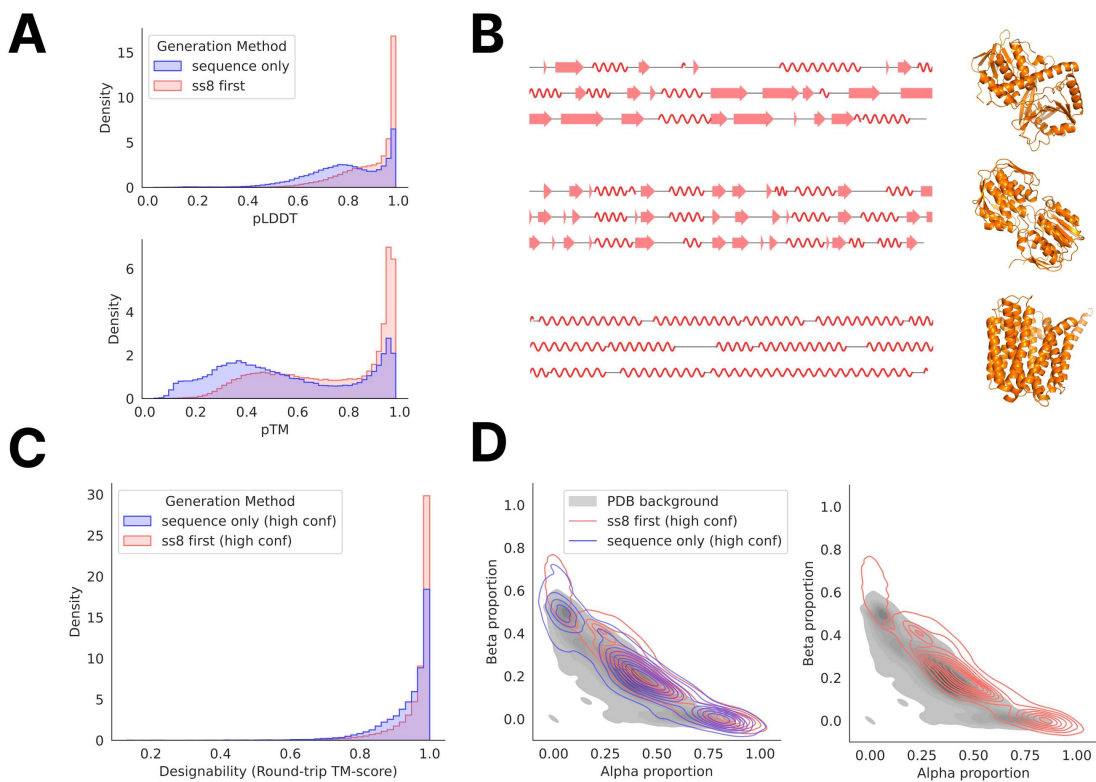 A
Generation Method
sequence only
ss8 first
Density
15
10
5
0
0.0 0.2 0.4 0.6 0.8 1.0
pLDDT
Density
6
4
2
0
0.0 0.2 0.4 0.6 0.8 1.0
pTM
B
C
Generation Method
sequence only (high conf)
ss8 first (high conf)
Density
30
25
20
15
10
5
0
0.2 0.4 0.6 0.8 1.0
Designability (Round-trip TM-score)
D
PDB background
ss8 first (high conf)
sequence only (high conf)
Beta proportion
1.0
0.8
0.6
0.4
0.2
0.0
0.00 0.25 0.50 0.75 1.00
Alpha proportion
Beta proportion
1.0
0.8
0.6
0.4
0.2
0.0
0.00 0.25 0.50 0.75 1.00
Alpha proportion